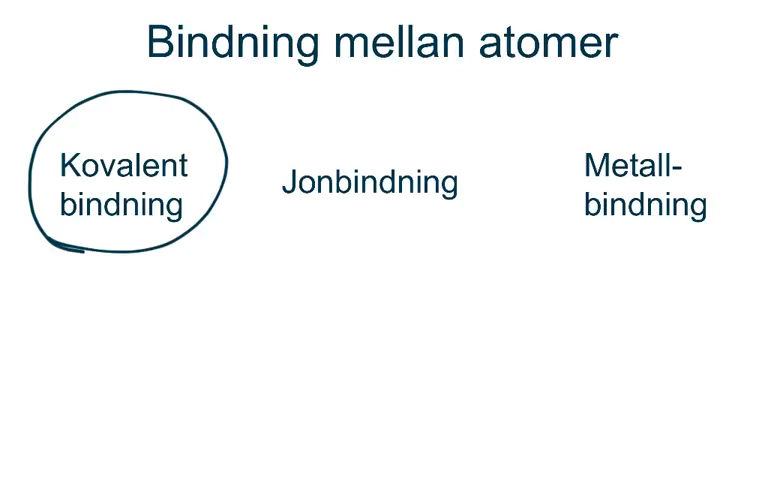 Bindning mellan atomer
Kovalent
bindning
Jonbindning
Metall-
bindning